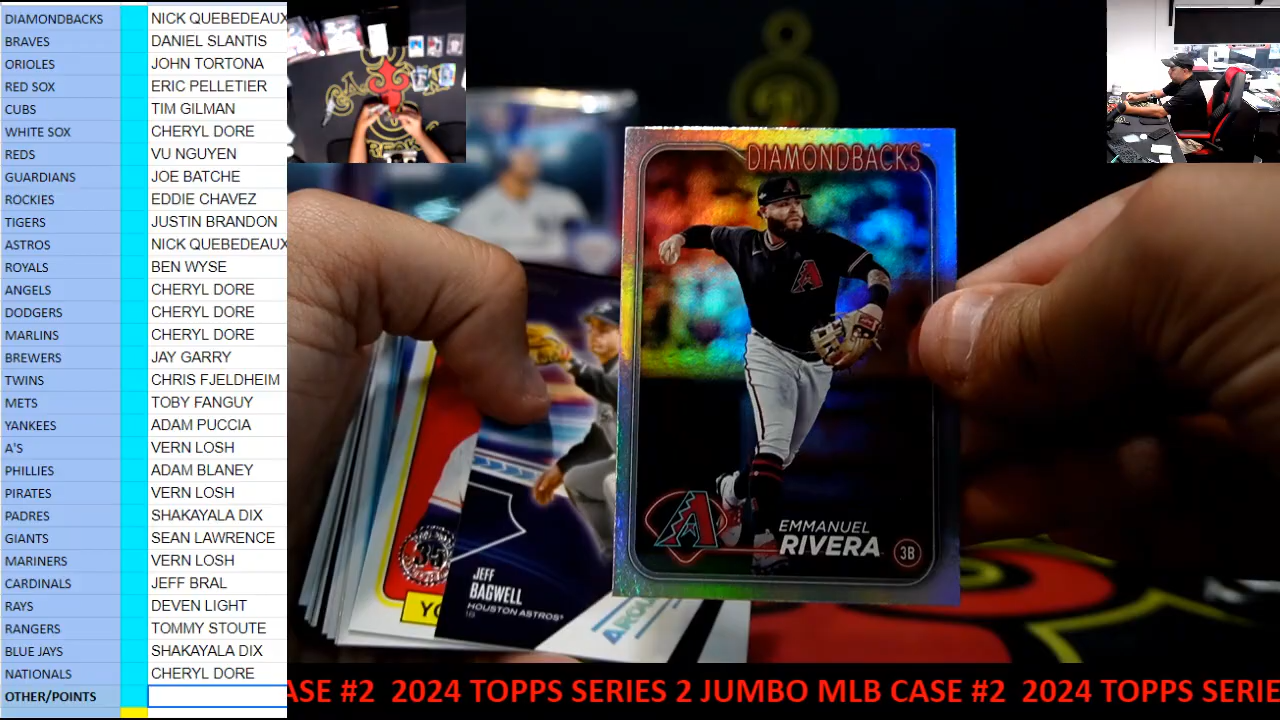 DIAMONDBACKS NICK QUEBEDEAUX
BRAVES DANIEL SLANTIS
ORIOLES JOHN TORTONA
RED SOX ERIC PELLETIER
CUBS TIM GILMAN
WHITE SOX CHERYL DORE
REDS VU NGUYEN
GUARDIANS JOE BATCHE
ROCKIES EDDIE CHAVEZ
TIGERS JUSTIN BRANDON
ASTROS NICK QUEBEDEAUX
ROYALS BEN WYSE
ANGELS CHERYL DORE
DODGERS CHERYL DORE
MARLINS CHERYL DORE
BREWERS JAY GARRY
TWINS CHRIS FJELDHEIM
METS TOBY FANGUY
YANKEES ADAM PUCCIA
A'S VERN LOSH
PHILLIES ADAM BLANEY
PIRATES VERN LOSH
PADRES SHAKAYALA DIX
GIANTS SEAN LAWRENCE
MARINERS VERN LOSH
CARDINALS JEFF BRAL
RAYS DEVEN LIGHT
RANGERS TOMMY STOUTE
BLUE JAYS SHAKAYALA DIX
NATIONALS CHERYL DORE
OTHER/POINTS
DIAMONDBACKS
EMMANUEL
RIVERA 3B
35
JEFF
BAGWELL
HOUSTON ASTROS
1B
YO
ASE #2 2024 TOPPS SERIES 2 JUMBO MLB CASE #2 2024 TOPPS SERIE